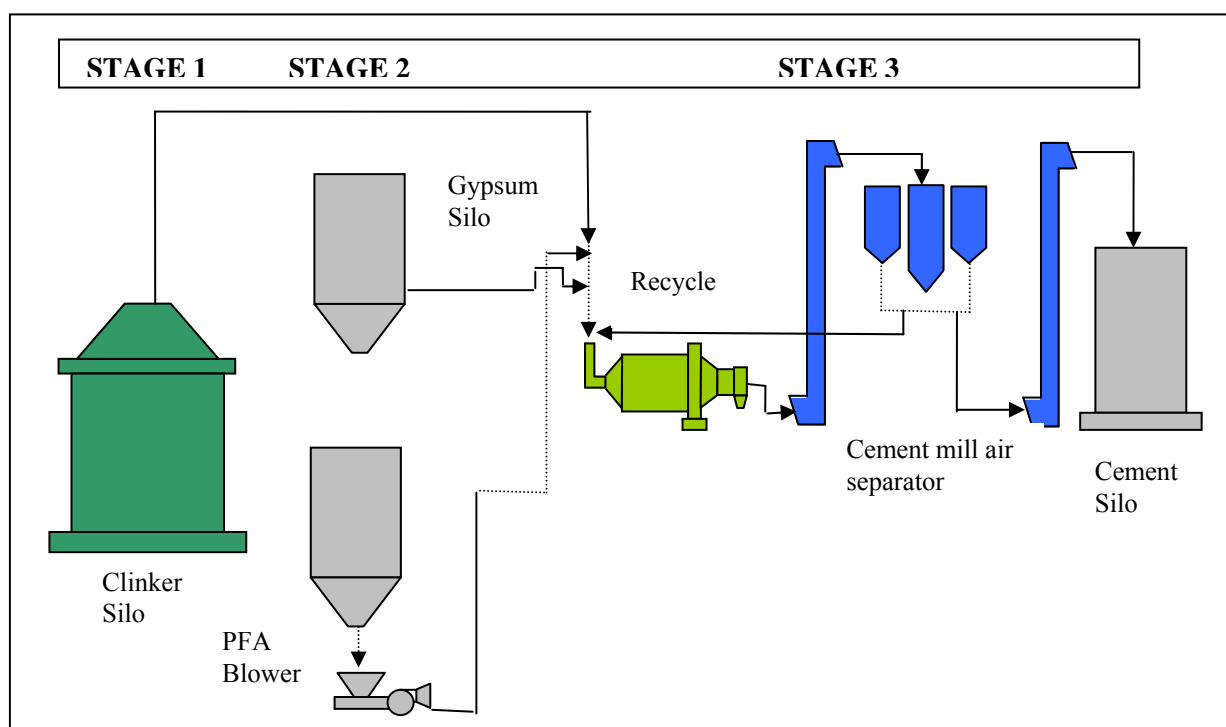 STAGE 1 STAGE 2 STAGE 3
Gypsum
Silo
Recycle
Cement mill air
separator
Cement
Silo
Clinker
Silo
PFA
Blower